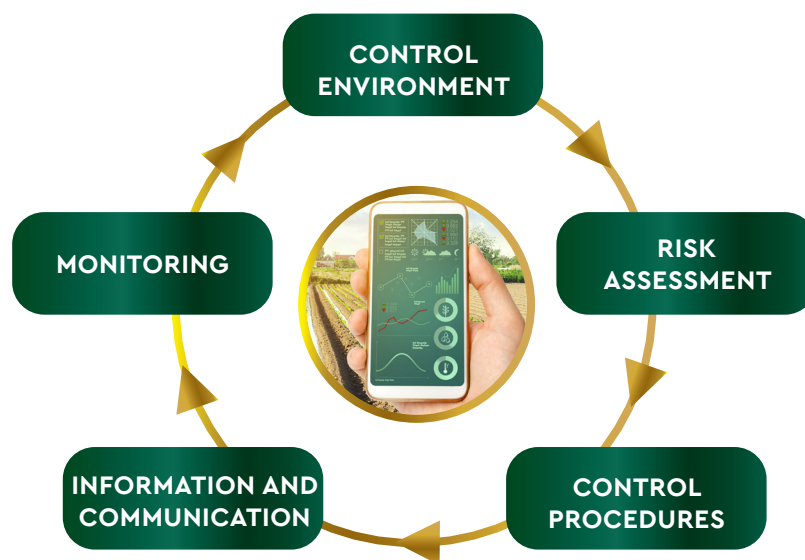 CONTROL
ENVIRONMENT
RISK
ASSESSMENT
CONTROL
PROCEDURES
INFORMATION AND
COMMUNICATION
MONITORING